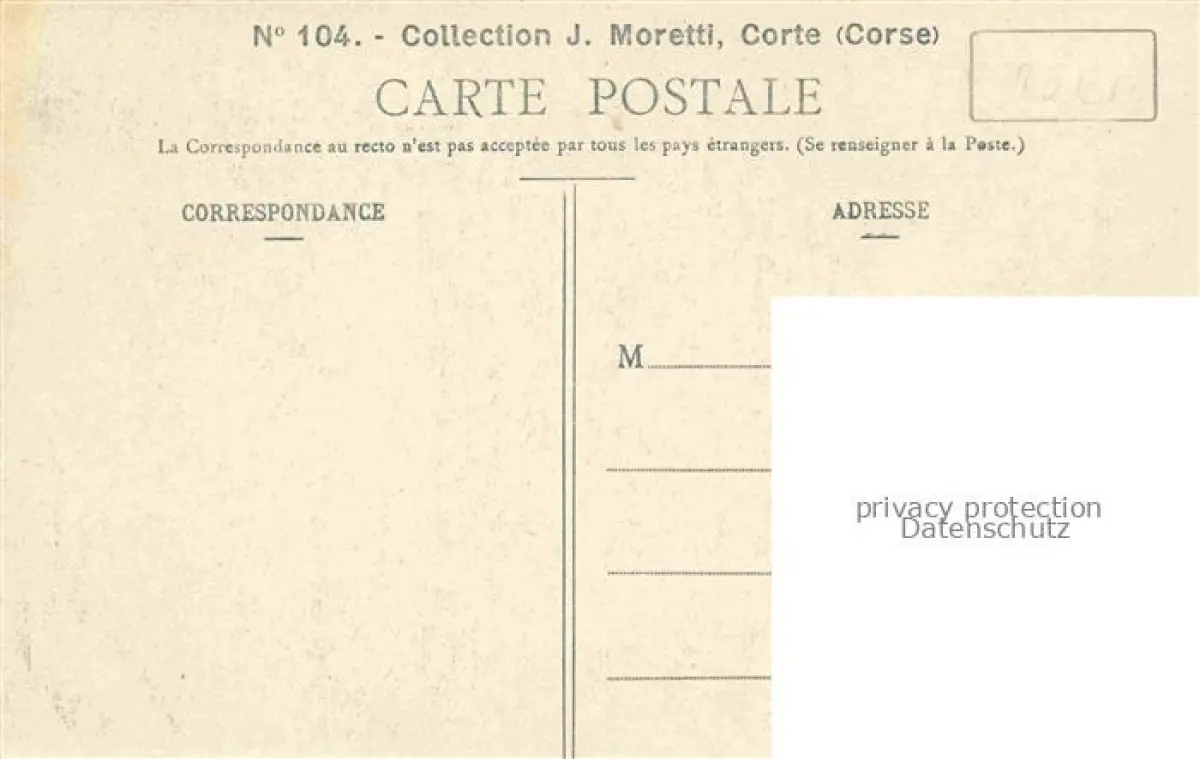 Nº 104. - Collection J. Moretti, Corte (Corse)
CARTE POSTALE
La Correspondance au recto n'est pas acceptée par tous les pays étrangers. (Se renseigner à la Poste.)
CORRESPONDANCE
ADRESSE
M
privacy protection
Datenschutz